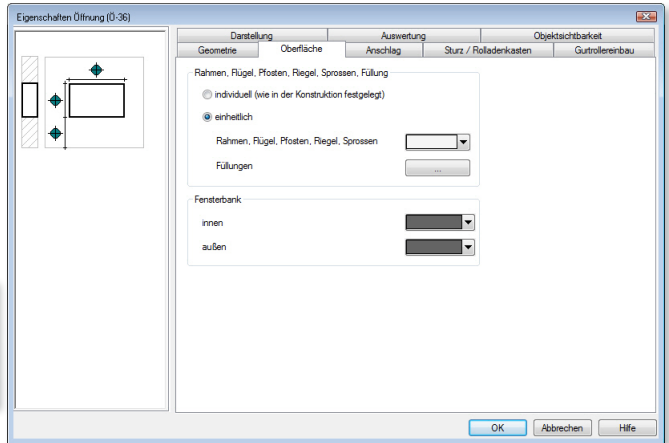 Eigenschaften Öffnung (Ö-36)
Darstellung Auswertung Objektsichtbarkeit
Geometrie Oberfläche Anschlag Sturz / Rolladenkasten Gurtrollereinbau
Rahmen, Flügel, Pfosten, Riegel, Sprossen, Füllung
individuell (wie in der Konstruktion festgelegt)
einheitlich
Rahmen, Flügel, Pfosten, Riegel, Sprossen
Füllungen ...
Fensterbank
innen
außen
OK Abbrechen Hilfe